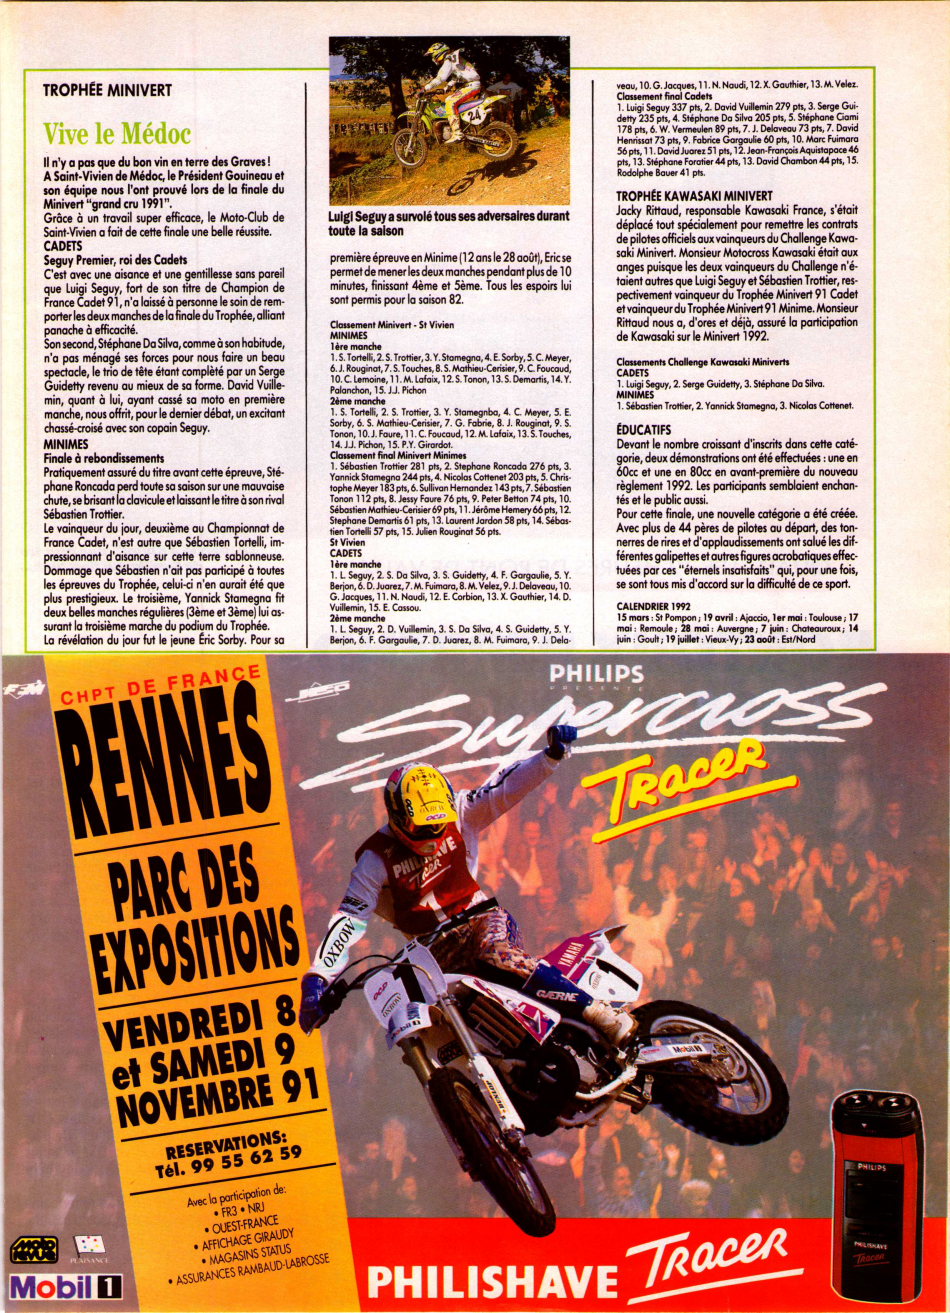 TROPHÉE MINIVERT
Vive le Médoc
Il n'y a pas que du bon vin en terre des Graves !
A Saint-Vivien de Médoc, le Président Gouineau et
son équipe nous l'ont prouvé lors de la finale du
Minivert "grand cru 1991".
Grâce à un travail super efficace, le Moto-Club de
Saint-Vivien a fait de cette finale une belle réussite.
CADETS
Seguy Premier, roi des Cadets
C'est avec une aisance et une gentillesse sans pareil
que Luigi Seguy, fort de son titre de Champion de
France Cadet 91, n'a laissé à personne le soin de rem-
porter les deux manches de la finale du Trophée, alliant
panache à efficacité.
Son second, Stéphane Da Silva, comme à son habitude,
n'a pas ménagé ses forces pour nous faire un beau
spectacle, le trio de tête étant complèté par un Serge
Guidetty revenu au mieux de sa forme. David Vuille-
min, quant à lui, ayant cassé sa moto en première
manche, nous offrit, pour le dernier débat, un excitant
chassé-croisé avec son copain Seguy.
MINIMES
Finale à rebondissements
Pratiquement assuré du titre avant cette épreuve, Sté-
phane Roncada perd toute sa saison sur une mauvaise
chute, se brisant la clavicule et laissant le titre à son rival
Sébastien Trottier.
Le vainqueur du jour, deuxième au Championnat de
France Cadet, n'est autre que Sébastien Tortelli, im-
pressionnant d'aisance sur cette terre sablonneuse.
Dommage que Sébastien n'ait pas participé à toutes
les épreuves du Trophée, celui-ci n'en aurait été que
plus prestigieux. Le troisième, Yannick Stamegna fit
deux belles manches régulières (3ème et 3ème) lui as-
surant la troisième marche du podium du Trophée.
La révélation du jour fut le jeune Éric Sorby. Pour sa
24
Luigi Seguy a survolé tous ses adversaires durant
toute la saison
première épreuve en Minime (12 ans le 28 août), Eric se
permet de mener les deux manches pendant plus de 10
minutes, finissant 4ème et 5ème. Tous les espoirs lui
sont permis pour la saison 82.
Classement Minivert - St Vivien
MINIMES
1ère manche
1. S. Tortelli, 2. S. Trottier, 3. Y. Stamegna, 4. E. Sorby, 5. C. Meyer,
6. J. Rouginat, 7. S. Touches, 8. S. Mathieu-Cerisier, 9. C. Foucaud,
10. C. Lemoine, 11. M. Lafaix, 12. S. Tonon, 13. S. Demartis, 14. Y.
Palanchon, 15. J.J. Pichon
2ème manche
1. S. Tortelli, 2. S. Trottier, 3. Y. Stamegnba, 4. C. Meyer, 5. E.
Sorby, 6. S. Mathieu-Cerisier, 7. G. Fabrie, 8. J. Rouginat, 9. S.
Tonon, 10. J. Faure, 11. C. Foucaud, 12. M. Lafaix, 13. S. Touches,
14. J.J. Pichon, 15. P.Y. Girardot.
Classement final Minivert Minimes
1. Sébastien Trottier 281 pts, 2. Stephane Roncada 276 pts, 3.
Yannick Stamegna 244 pts, 4. Nicolas Cottenet 203 pts, 5. Chris-
tophe Meyer 183 pts, 6. Sullivan Hernandez 143 pts, 7. Sébastien
Tonon 112 pts, 8. Jessy Faure 76 pts, 9. Peter Betton 74 pts, 10.
Sébastien Mathieu-Cerisier 69 pts, 11. Jérôme Hemery 66 pts, 12.
Stephane Demartis 61 pts, 13. Laurent Jardon 58 pts, 14. Sébas-
tien Tortelli 57 pts, 15. Julien Rouginat 56 pts.
St Vivien
CADETS
1ère manche
1. L. Seguy, 2. S. Da Silva, 3. S. Guidetty, 4. F. Gargaulie, 5. Y.
Berjon, 6. D. Juarez, 7. M. Fuimara, 8. M. Velez, 9. J. Delaveau, 10.
G. Jacques, 11. N. Naudi, 12. E. Corbion, 13. X. Gauthier, 14. D.
Vuillemin, 15. E. Cassou.
2ème manche
1. L. Seguy, 2. D. Vuillemin, 3. S. Da Silva, 4. S. Guidetty, 5. Y.
Berjon, 6. F. Gargaulie, 7. D. Juarez, 8. M. Fuimara, 9. J. Dela-
veau, 10. G. Jacques, 11. N. Naudi, 12. X. Gauthier, 13. M. Velez.
Classement final Cadets
1. Luigi Seguy 337 pts, 2. David Vuillemin 279 pts, 3. Serge Gui-
detty 235 pts, 4. Stéphane Da Silva 205 pts, 5. Stéphane Ciami
178 pts, 6. W. Vermeulen 89 pts, 7. J. Delaveau 73 pts, 7. David
Henrissat 73 pts, 9. Fabrice Gargaulie 60 pts, 10. Marc Fuimara
56 pts, 11. David Juarez 51 pts, 12. Jean-François Aquistapace 46
pts, 13. Stéphane Foratier 44 pts, 13. David Chambon 44 pts, 15.
Rodolphe Bauer 41 pts.
TROPHÉE KAWASAKI MINIVERT
Jacky Rittaud, responsable Kawasaki France, s'était
déplacé tout spécialement pour remettre les contrats
de pilotes officiels aux vainqueurs du Challenge Kawa-
saki Minivert. Monsieur Motocross Kawasaki était aux
anges puisque les deux vainqueurs du Challenge n'é-
taient autres que Luigi Seguy et Sébastien Trottier, res-
pectivement vainqueur du Trophée Minivert 91 Cadet
et vainqueur du Trophée Minivert 91 Minime. Monsieur
Rittaud nous a, d'ores et déjà, assuré la participation
de Kawasaki sur le Minivert 1992.
Classements Challenge Kawasaki Miniverts
CADETS
1. Luigi Seguy, 2. Serge Guidetty, 3. Stéphane Da Silva.
MINIMES
1. Sébastien Trottier, 2. Yannick Stamegna, 3. Nicolas Cottenet.
ÉDUCATIFS
Devant le nombre croissant d'inscrits dans cette caté-
gorie, deux démonstrations ont été effectuées : une en
60cc et une en 80cc en avant-première du nouveau
règlement 1992. Les participants semblaient enchan-
tés et le public aussi.
Pour cette finale, une nouvelle catégorie a été créée.
Avec plus de 44 pères de pilotes au départ, des ton-
nerres de rires et d'applaudissements ont salué les dif-
férentes galipettes et autres figures acrobatiques effec-
tuées par ces "éternels insatisfaits" qui, pour une fois,
se sont tous mis d'accord sur la difficulté de ce sport.
CALENDRIER 1992
15 mars : St Pompon ; 19 avril : Ajaccio, 1er mai : Toulouse ; 17
mai : Remoule ; 28 mai : Auvergne ; 7 juin : Chateauroux ; 14
juin : Goult ; 19 juillet : Vieux-Vy ; 23 août : Est/Nord
FFM
CHPT DE FRANCE
RENNES
PARC DES
EXPOSITIONS
VENDREDI 8
et SAMEDI 9
NOVEMBRE 91
RESERVATIONS:
Tél. 99 55 62 59
Avec la participation de:
• FR3 • NRJ
• OUEST-FRANCE
• AFFICHAGE GIRAUDY
• MAGASINS STATUS
• ASSURANCES RAMBAUD-LABROSSE
PHILIPS
PRESENTE
Supercross
TRACER
OXBOW
OCD
PHILISHAVE
Tracer
1
OXBOW
YAMAHA
1
GAERNE
OCD
OXBOW
Mobil 1
Mobil 1
DUNLOP
PHILIPS
PHILISHAVE
Tracer
moto
REVUE
PLAISANCE
Mobil 1
PHILISHAVE TRACER